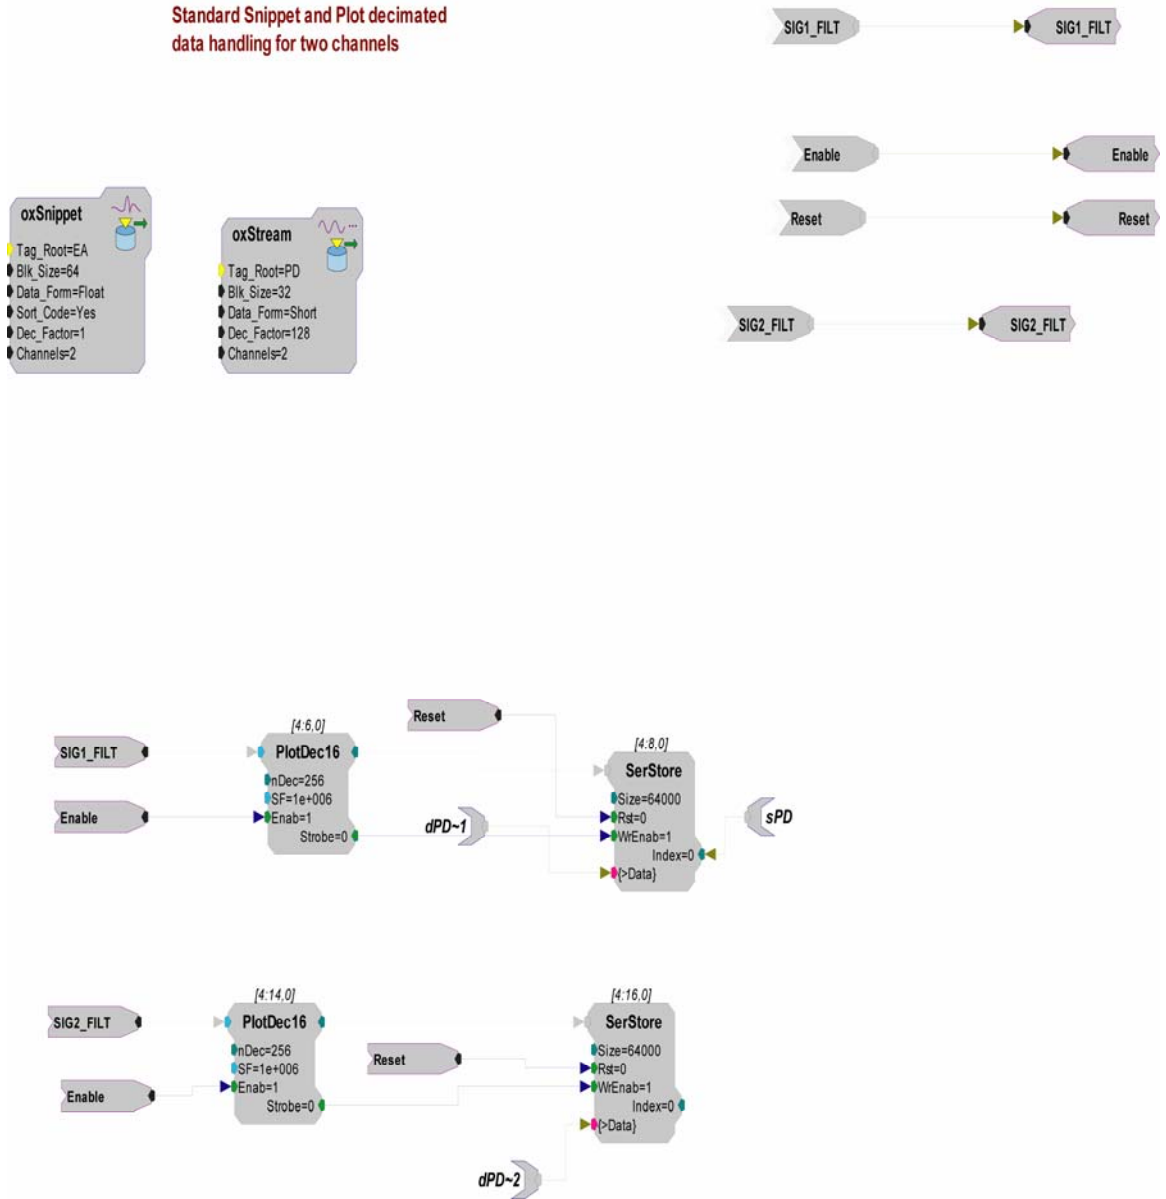 Standard Snippet and Plot decimated
data handling for two channels
SIG1_FILT
SIG1_FILT
Enable
Enable
Reset
Reset
SIG2_FILT
SIG2_FILT
oxSnippet
Tag_Root=EA
Blk_Size=64
Data_Form=Float
Sort_Code=Yes
Dec_Factor=1
Channels=2
oxStream
Tag_Root=PD
Blk_Size=32
Data_Form=Short
Dec_Factor=128
Channels=2
SIG1_FILT
Enable
[4:6,0]
PlotDec16
nDec=256
SF=1e+006
Enab=1
Strobe=0
Reset
dPD~1
[4:8,0]
SerStore
Size=64000
Rst=0
WrEnab=1
Index=0
{>Data}
sPD
SIG2_FILT
Enable
[4:14,0]
PlotDec16
nDec=256
SF=1e+006
Enab=1
Strobe=0
Reset
[4:16,0]
SerStore
Size=64000
Rst=0
WrEnab=1
Index=0
{>Data}
dPD~2